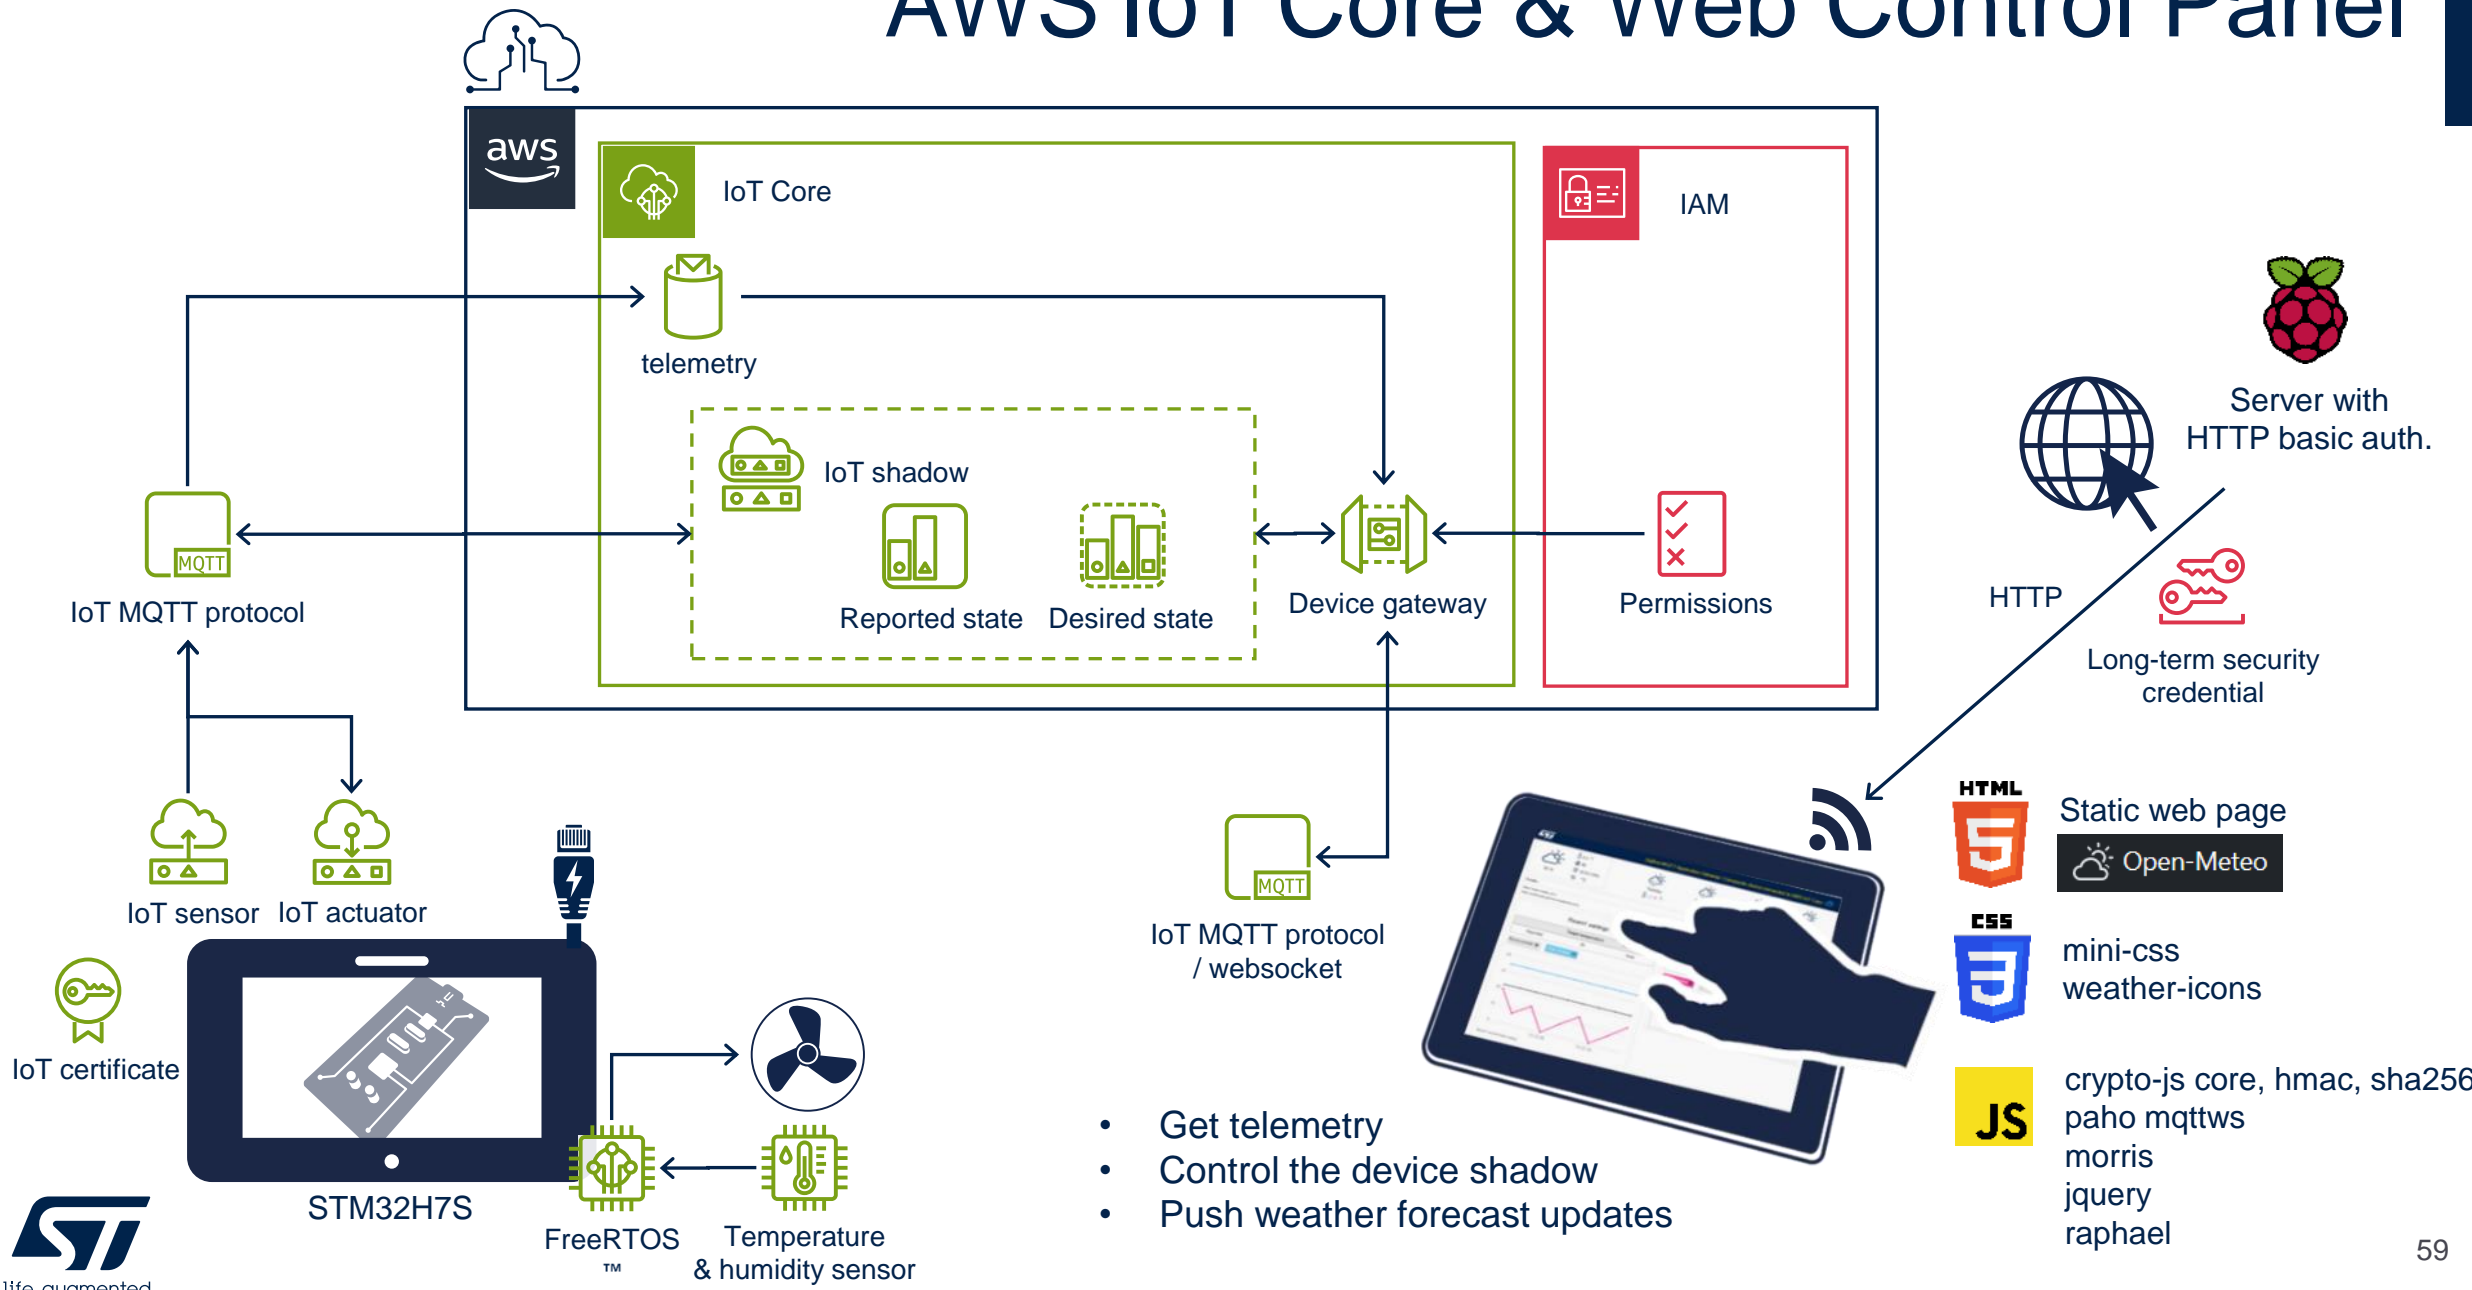 AWS IoT Core & Web Control Panel
aws
IoT Core
IAM
telemetry
Server with
HTTP basic auth.
IoT shadow
MQTT
IoT MQTT protocol
Reported state
Desired state
Device gateway
Permissions
HTTP
Long-term security
credential
HTML
Static web page
Open-Meteo
MQTT
IoT MQTT protocol
/ websocket
IoT sensor
IoT actuator
CSS
mini-css
weather-icons
IoT certificate
JS
crypto-js core, hmac, sha256
paho mqttws
morris
jquery
raphael
STM32H7S
FreeRTOS
™
Temperature
& humidity sensor
• Get telemetry
• Control the device shadow
• Push weather forecast updates
ST
life.augmented
59